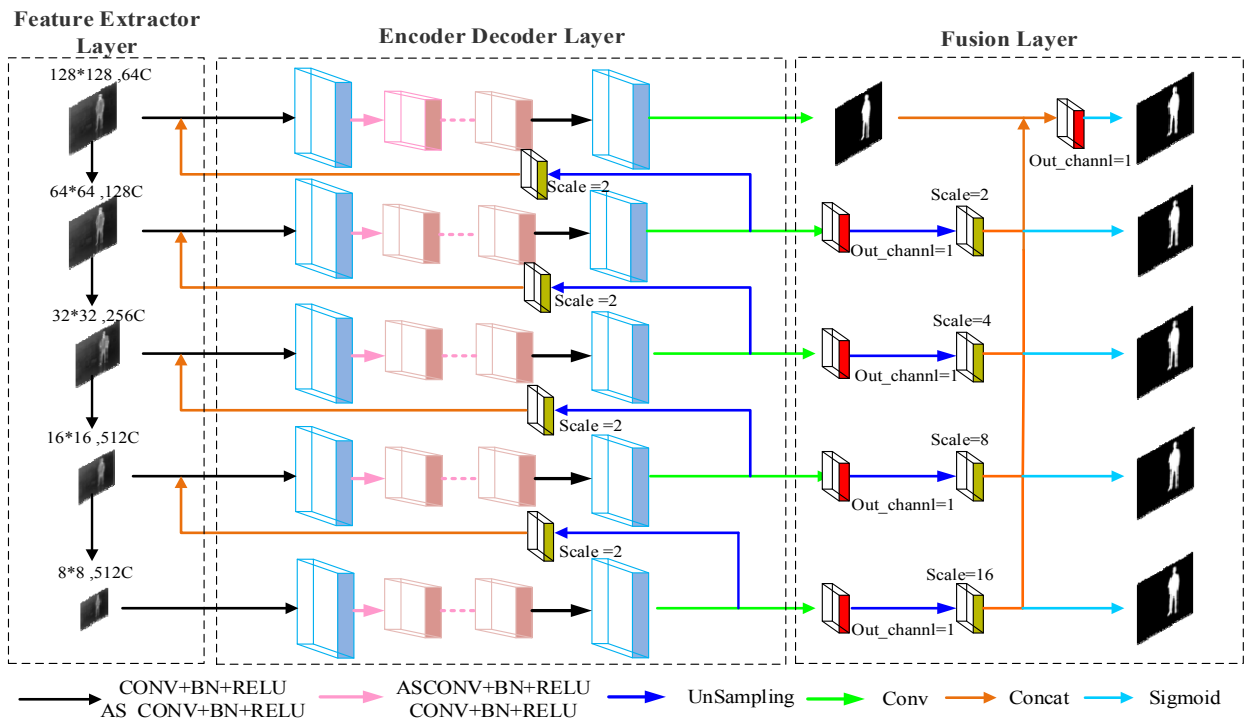 Feature Extractor
Layer
Encoder Decoder Layer
Fusion Layer
128*128 ,64C
Out_channl=1
Scale =2
64*64 ,128C
Scale=2
Out_channl=1
Scale =2
32*32 ,256C
Scale=4
Out_channl=1
Scale =2
16*16 ,512C
Scale=8
Out_channl=1
Scale =2
8*8 ,512C
Scale=16
Out_channl=1
CONV+BN+RELU
AS CONV+BN+RELU
ASCONV+BN+RELU
CONV+BN+RELU
UnSampling
Conv
Concat
Sigmoid